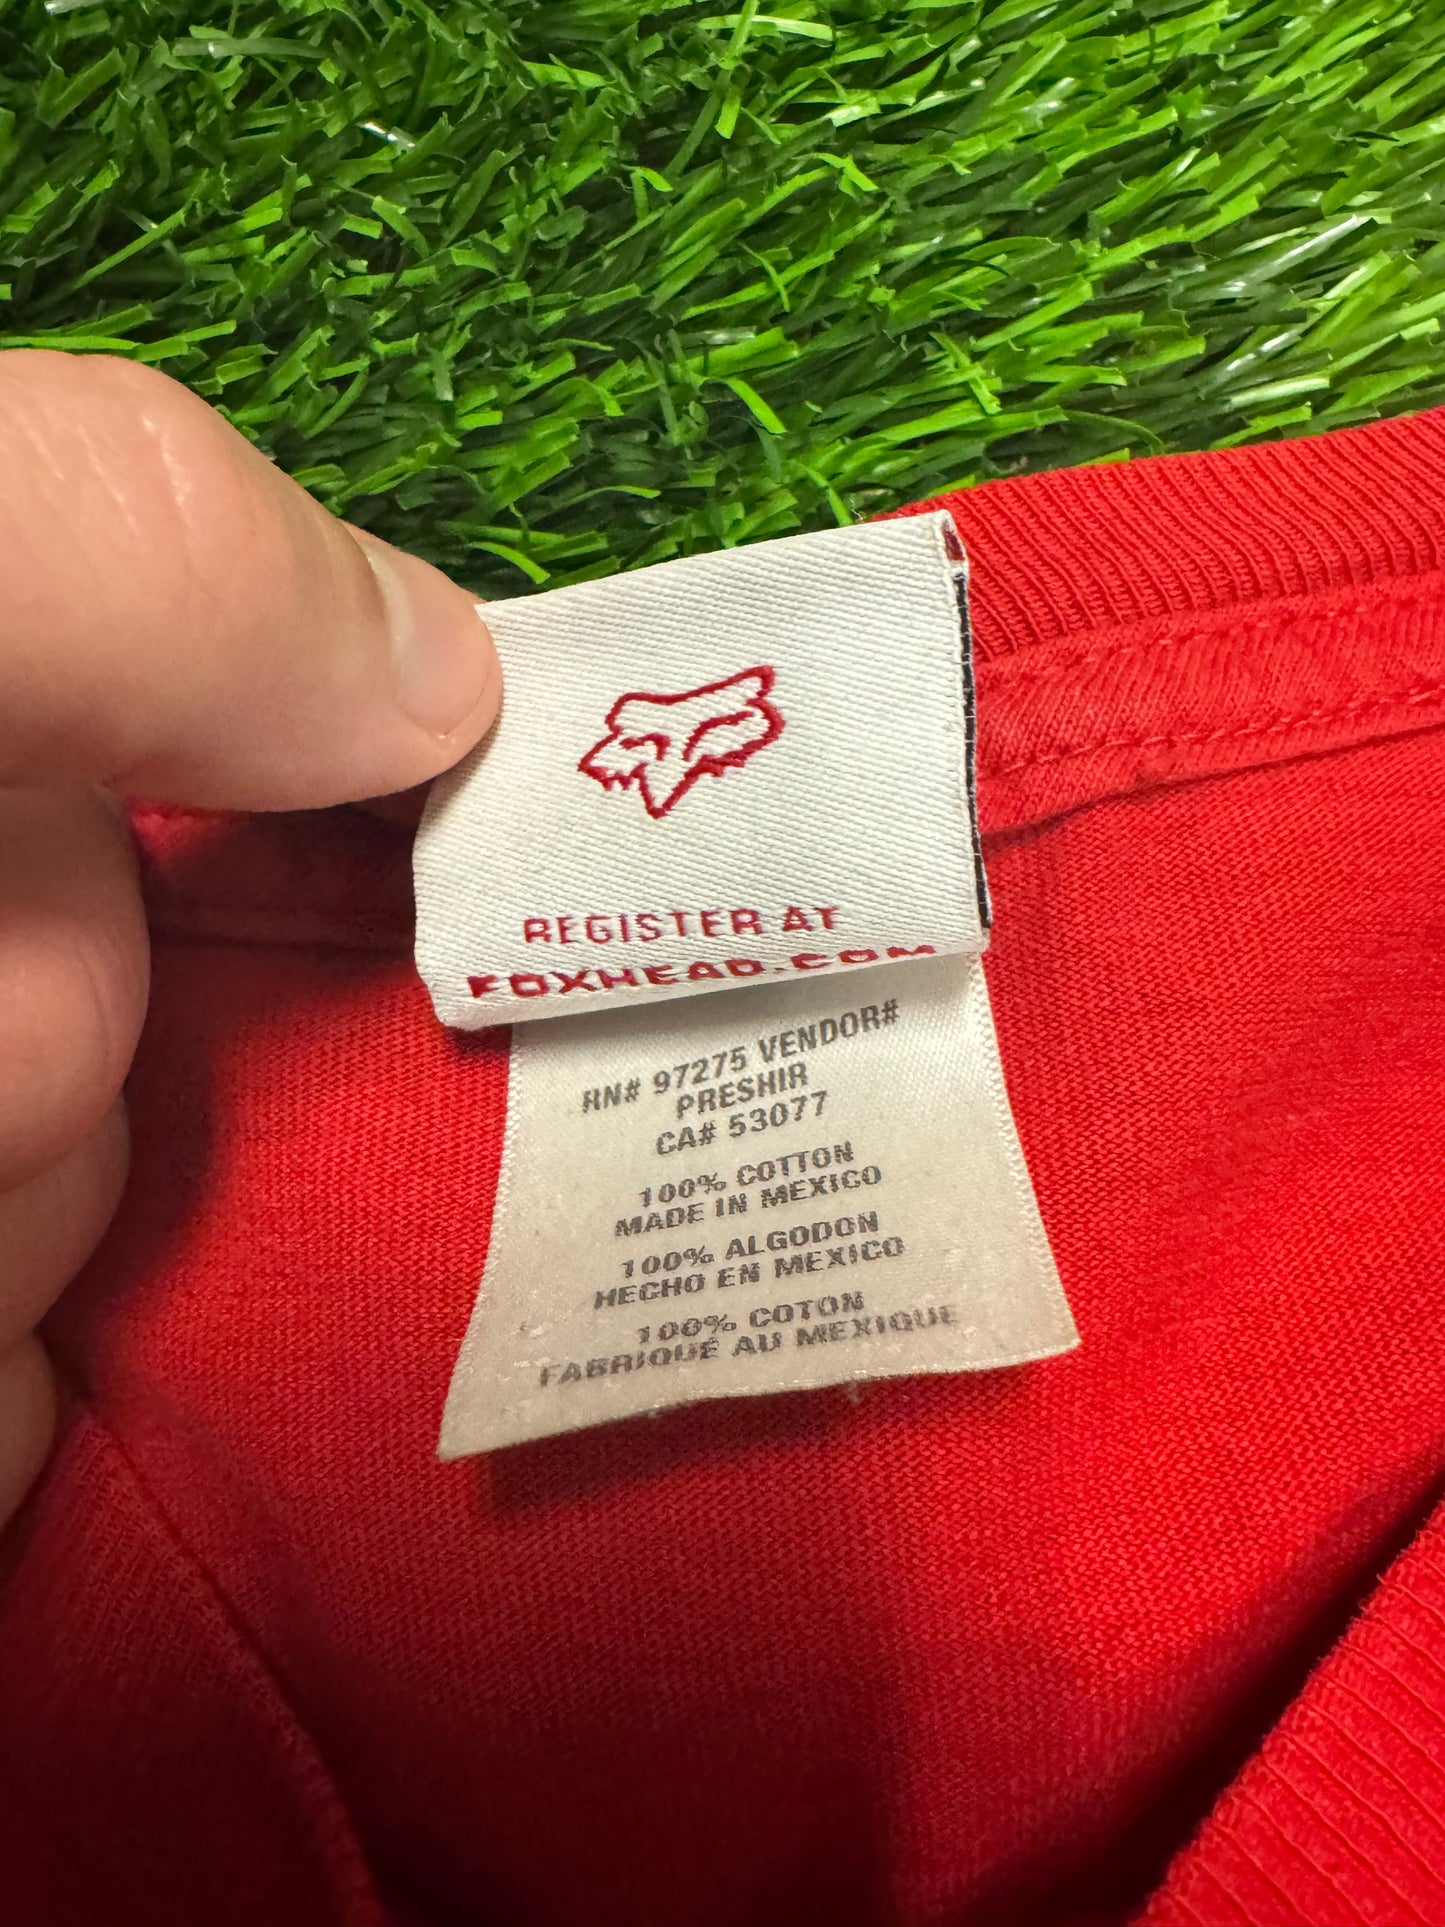 REGISTER AT
FOXHEAD.COM
RN# 97275 VENDOR#
PRESHIR
CA# 53077
100% COTTON
MADE IN MEXICO
100% ALGODON
HECHO EN MEXICO
100% COTON
FABRIQUÉ AU MEXIQUE